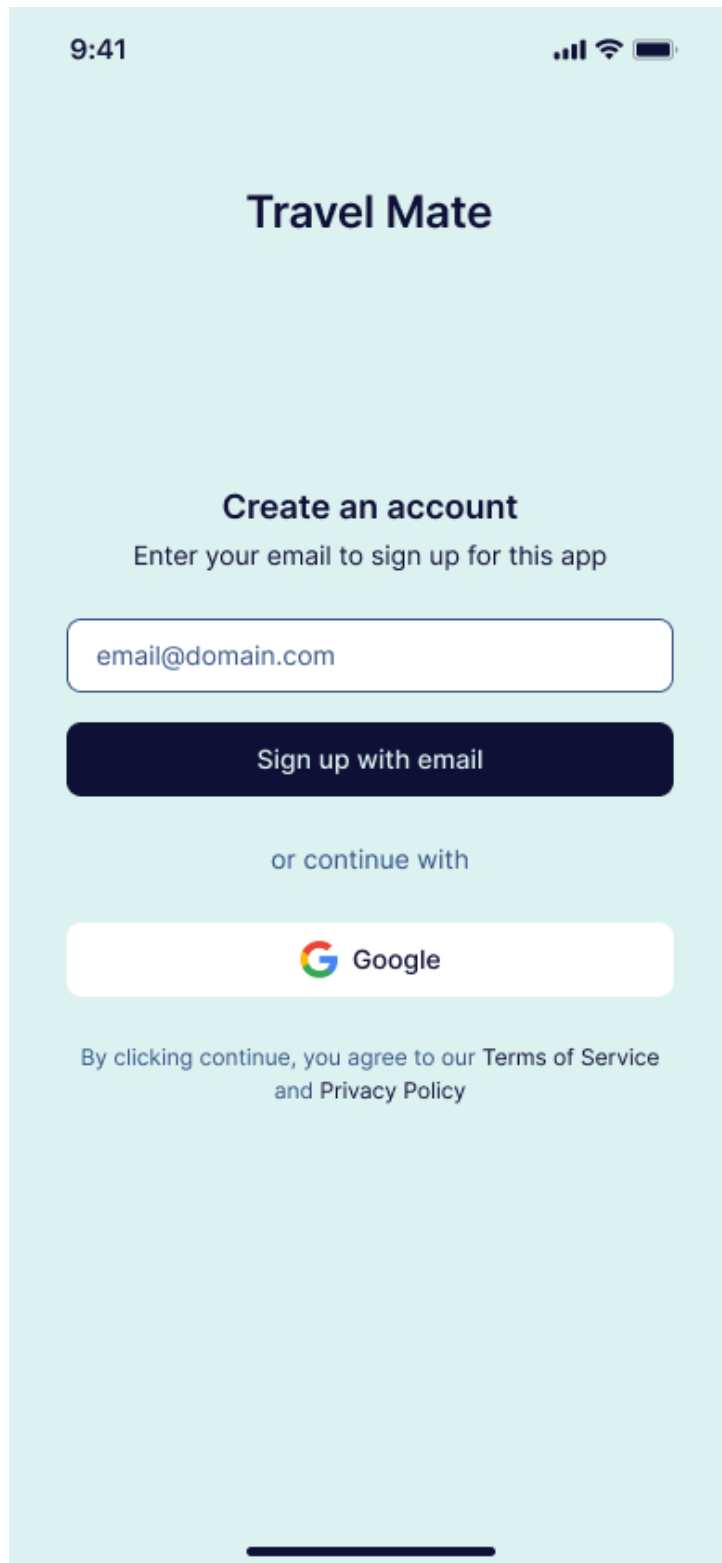 9:41
Travel Mate
Create an account
Enter your email to sign up for this app
email@domain.com
Sign up with email
or continue with
Google
By clicking continue, you agree to our Terms of Service
and Privacy Policy